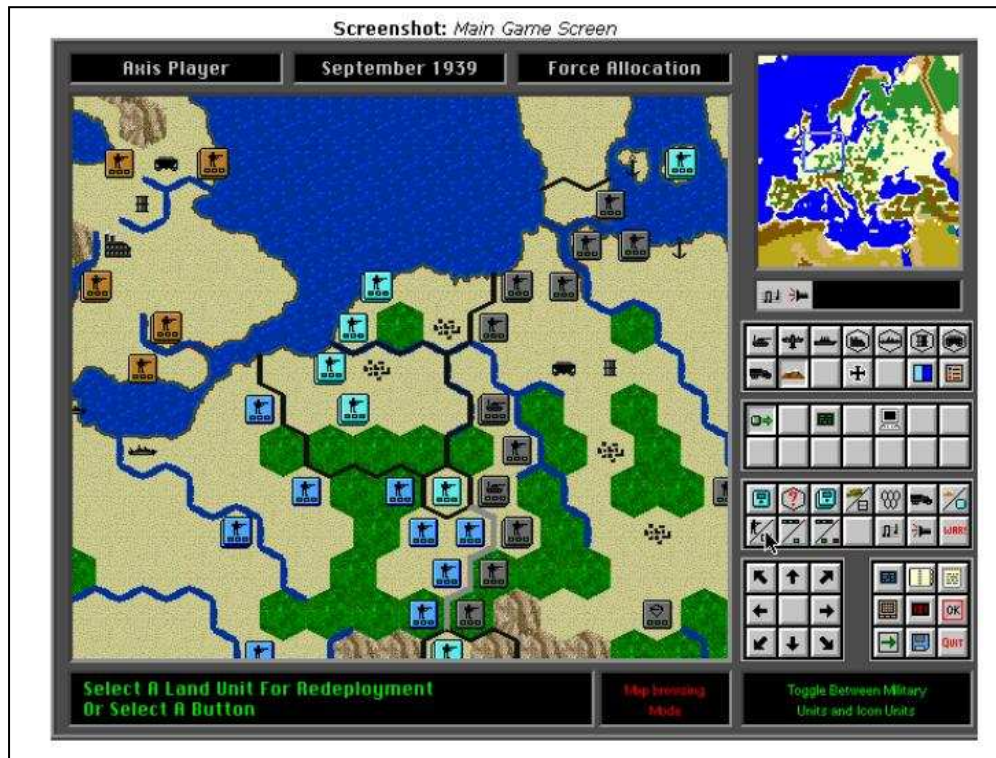 Screenshot: Main Game Screen
Axis Player
September 1939
Force Allocation
WAR!
OK
QUIT
Select A Land Unit For Redeployment
Or Select A Button
Map browsing
Mode
Toggle Between Military
Units and Icon Units